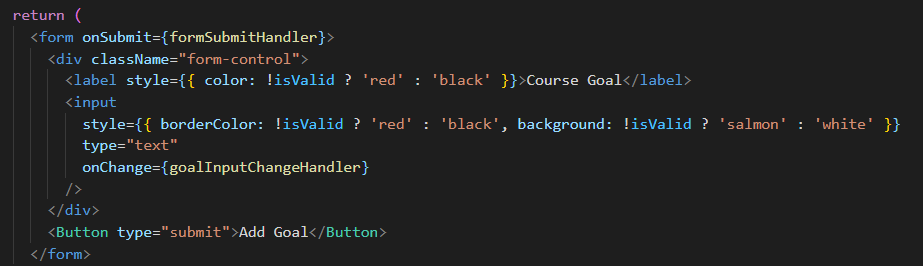 return (
<form onSubmit={formSubmitHandler}>
<div className="form-control">
<label style={{ color: !isValid ? 'red' : 'black' }}>Course Goal</label>
<input
style={{ borderColor: !isValid ? 'red' : 'black', background: !isValid ? 'salmon' : 'white' }}
type="text"
onChange={goalInputChangeHandler}
/>
</div>
<Button type="submit">Add Goal</Button>
</form>